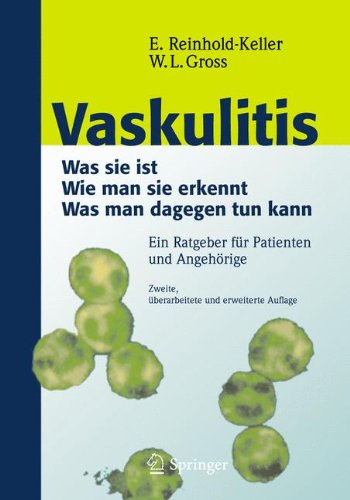 E. Reinhold-Keller
W. L. Gross
Vaskulitis
Was sie ist
Wie man sie erkennt
Was man dagegen tun kann
Ein Ratgeber für Patienten
und Angehörige
Zweite,
überarbeitete und erweiterte Auflage
Springer